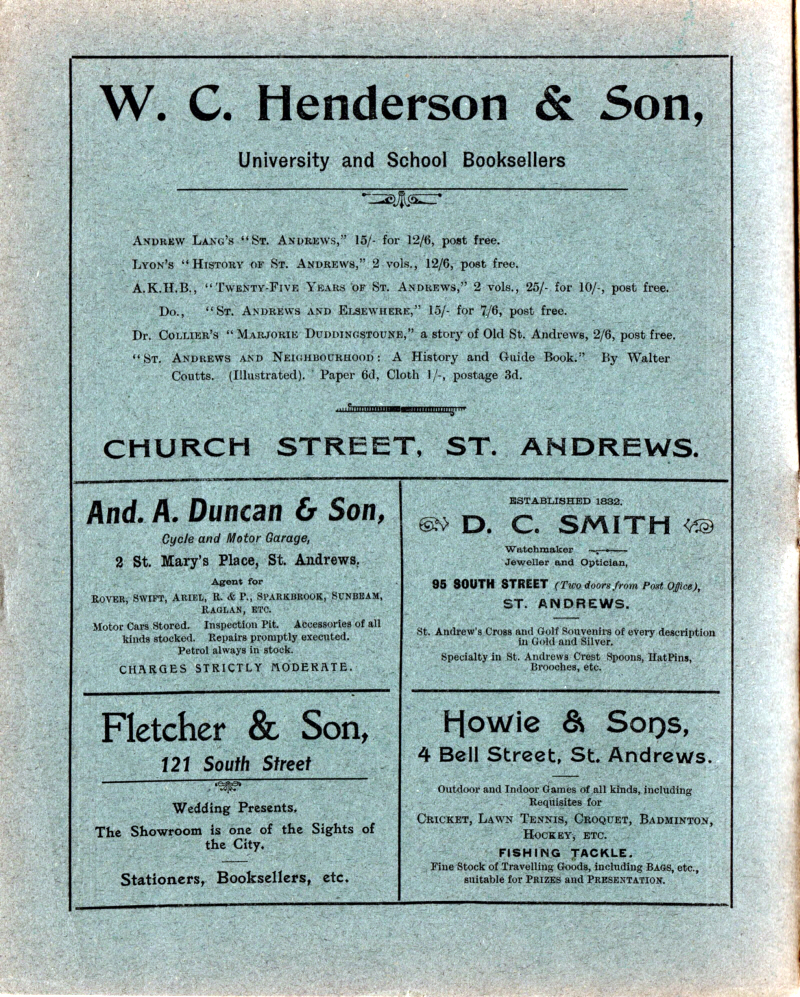 W. C. Henderson & Son,
University and School Booksellers
Andrew Lang's "St. Andrews," 15/- for 12/6, post free.
Lyon's "History of St. Andrews," 2 vols., 12/6, post free.
A.K.H.B., "Twenty-Five Years of St. Andrews," 2 vols., 25/- for 10/-, post free.
Do., "St. Andrews and Elsewhere," 15/- for 7/6, post free.
Dr. Collier's "Marjorie Duddingstoune," a story of Old St. Andrews, 2/6, post free.
"St. Andrews and Neighbourhood: A History and Guide Book." By Walter
Coutts. (Illustrated). Paper 6d, Cloth 1/-, postage 3d.
CHURCH STREET, ST. ANDREWS.
And. A. Duncan & Son,
Cycle and Motor Garage,
2 St. Mary's Place, St. Andrews.
Agent for
Rover, Swift, Ariel, R. & P., Sparkbrook, Sunbeam,
Raglan, etc.
Motor Cars Stored. Inspection Pit. Accessories of all
kinds stocked. Repairs promptly executed.
Petrol always in stock.
CHARGES STRICTLY MODERATE.
ESTABLISHED 1832.
D. C. SMITH
Watchmaker
Jeweller and Optician,
95 SOUTH STREET (Two doors from Post Office),
ST. ANDREWS.
St. Andrew's Cross and Golf Souvenirs of every description
in Gold and Silver.
Specialty in St. Andrews Crest Spoons, Hat Pins,
Brooches, etc.
Fletcher & Son,
121 South Street
Wedding Presents.
The Showroom is one of the Sights of
the City.
Stationers, Booksellers, etc.
Howie & Sons,
4 Bell Street, St. Andrews.
Outdoor and Indoor Games of all kinds, including
Requisites for
Cricket, Lawn Tennis, Croquet, Badminton,
Hockey, etc.
FISHING TACKLE.
Fine Stock of Travelling Goods, including Bags, etc.,
suitable for Prizes and Presentation.